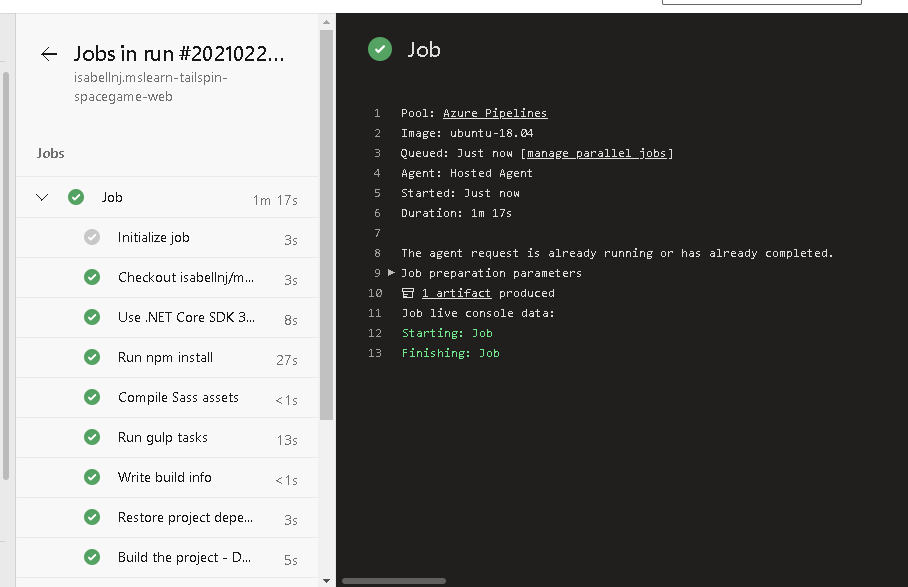 Jobs in run #2021022...
isabellnj.mslearn-tailspin-
spacegame-web
Jobs
Job 1m 17s
Initialize job 3s
Checkout isabellnj/m... 3s
Use .NET Core SDK 3... 8s
Run npm install 27s
Compile Sass assets <1s
Run gulp tasks 13s
Write build info <1s
Restore project depe... 3s
Build the project - D... 5s
Job
1 Pool: Azure Pipelines
2 Image: ubuntu-18.04
3 Queued: Just now [manage parallel jobs]
4 Agent: Hosted Agent
5 Started: Just now
6 Duration: 1m 17s
7
8 The agent request is already running or has already completed.
9 Job preparation parameters
10 1 artifact produced
11 Job live console data:
12 Starting: Job
13 Finishing: Job